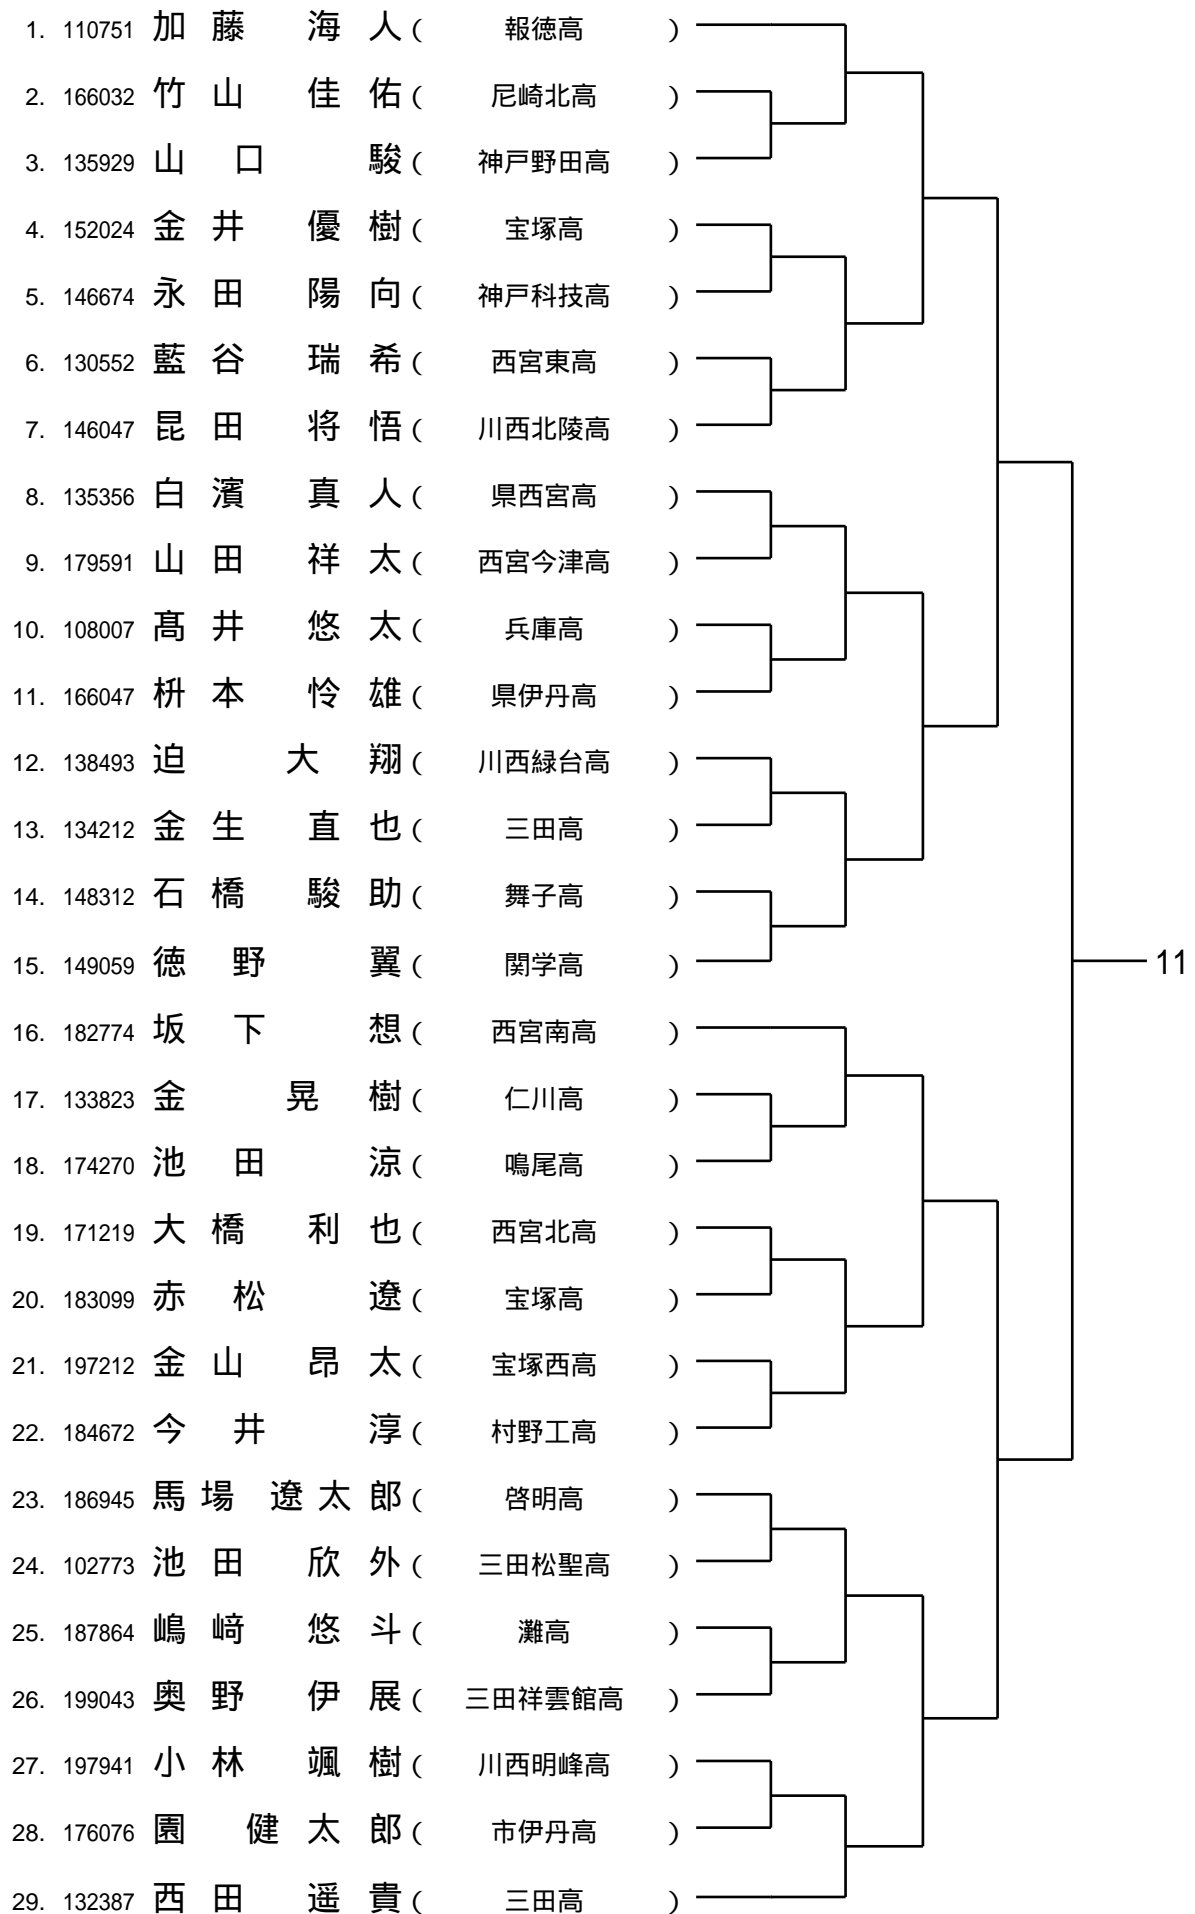 1. 110751 加藤 海人( 報徳高 )
2. 166032 竹山 佳佑( 尼崎北高 )
3. 135929 山口 駿( 神戸野田高 )
4. 152024 金井 優樹( 宝塚高 )
5. 146674 永田 陽向( 神戸科技高 )
6. 130552 藍谷 瑞希( 西宮東高 )
7. 146047 昆田 将悟( 川西北陵高 )
8. 135356 白濱 真人( 県西宮高 )
9. 179591 山田 祥太( 西宮今津高 )
10. 108007 髙井 悠太( 兵庫高 )
11. 166047 枡本 怜雄( 県伊丹高 )
12. 138493 迫 大翔( 川西緑台高 )
13. 134212 金生 直也( 三田高 )
14. 148312 石橋 駿助( 舞子高 )
15. 149059 徳野 翼( 関学高 )
11
16. 182774 坂下 想( 西宮南高 )
17. 133823 金 晃樹( 仁川高 )
18. 174270 池田 涼( 鳴尾高 )
19. 171219 大橋 利也( 西宮北高 )
20. 183099 赤松 遼( 宝塚高 )
21. 197212 金山 昂太( 宝塚西高 )
22. 184672 今井 淳( 村野工高 )
23. 186945 馬場 遼太郎( 啓明高 )
24. 102773 池田 欣外( 三田松聖高 )
25. 187864 嶋﨑 悠斗( 灘高 )
26. 199043 奥野 伊展( 三田祥雲館高 )
27. 197941 小林 颯樹( 川西明峰高 )
28. 176076 園 健太郎( 市伊丹高 )
29. 132387 西田 遥貴( 三田高 )